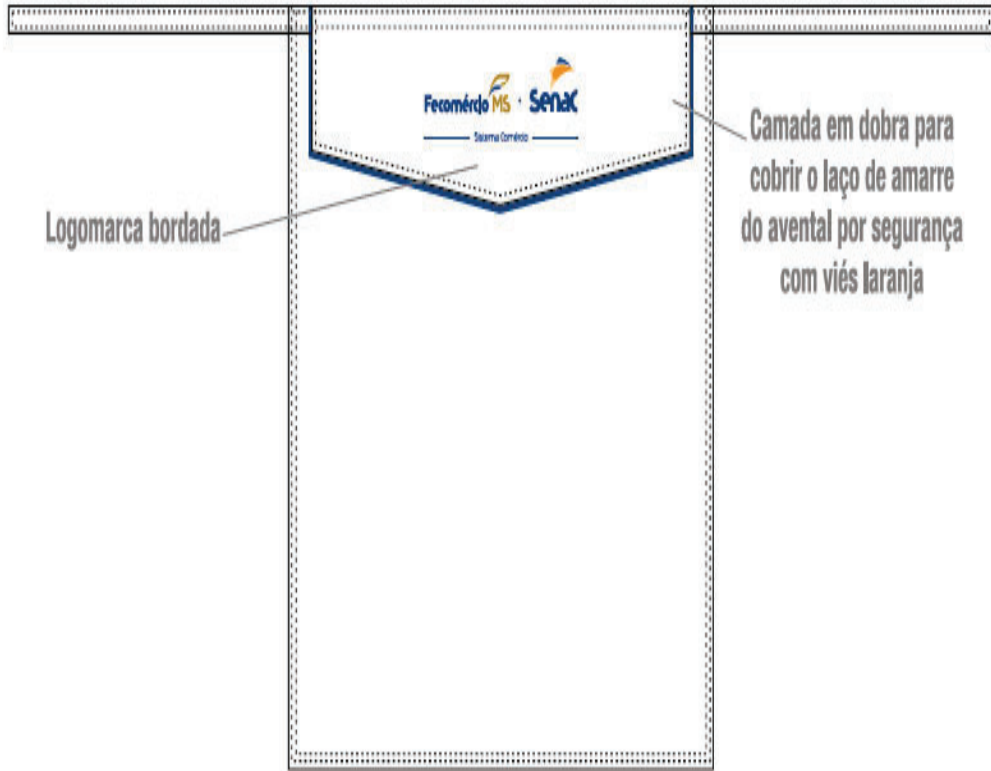 Fecomércio MS
Senac
Sistema Comércio
Logomarca bordada
Camada em dobra para
cobrir o laço de amarre
do avental por segurança
com viés laranja